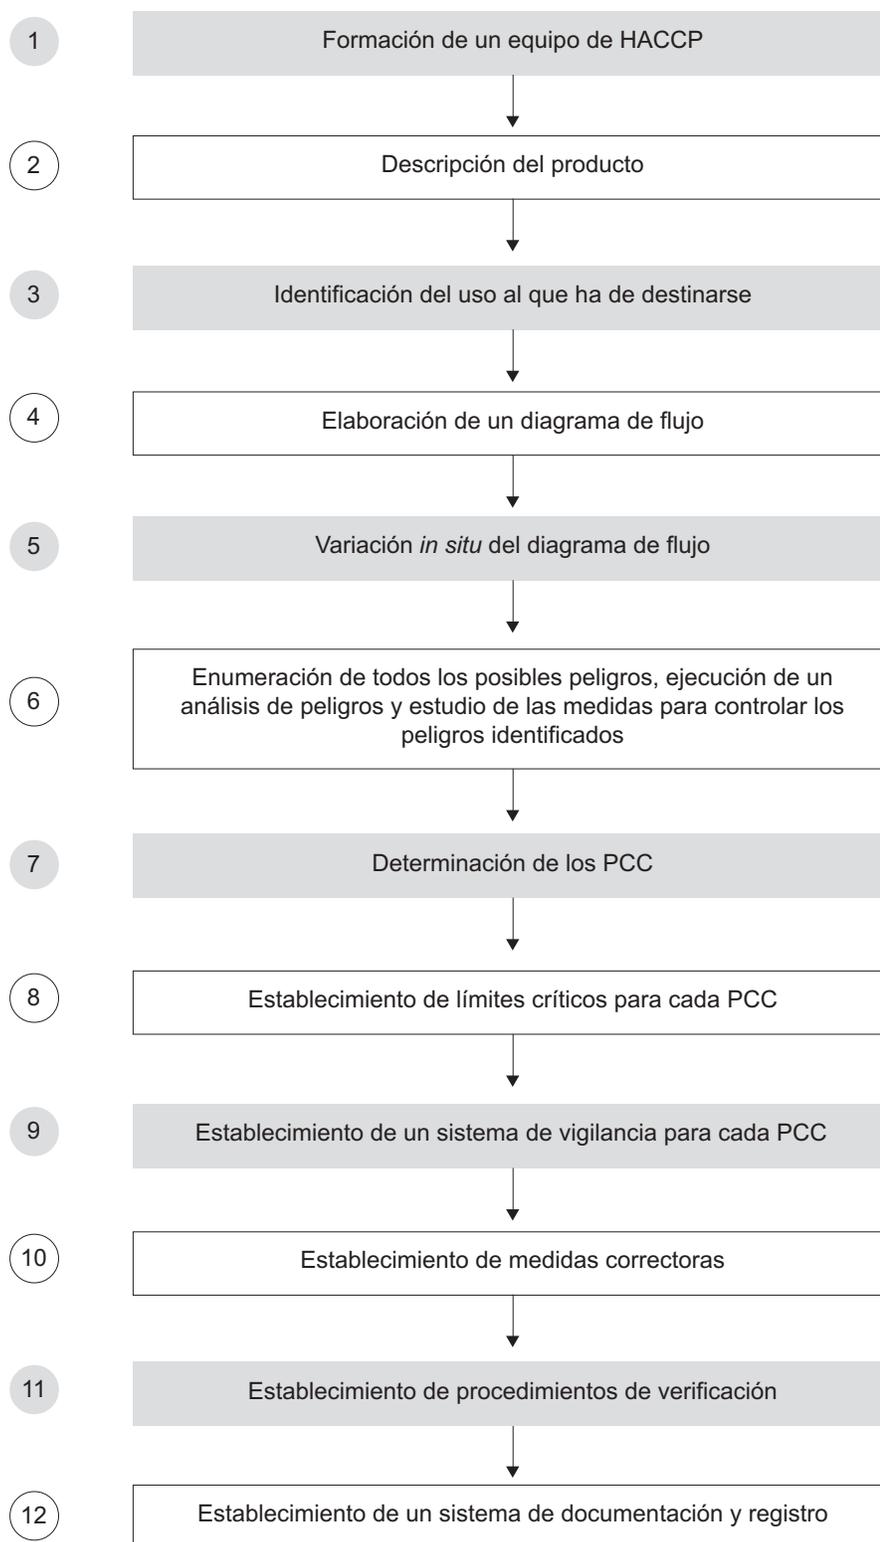 1
Formación de un equipo de HACCP
2
Descripción del producto
3
Identificación del uso al que ha de destinarse
4
Elaboración de un diagrama de flujo
5
Variación in situ del diagrama de flujo
6
Enumeración de todos los posibles peligros, ejecución de un
análisis de peligros y estudio de las medidas para controlar los
peligros identificados
7
Determinación de los PCC
8
Establecimiento de límites críticos para cada PCC
9
Establecimiento de un sistema de vigilancia para cada PCC
10
Establecimiento de medidas correctoras
11
Establecimiento de procedimientos de verificación
12
Establecimiento de un sistema de documentación y registro